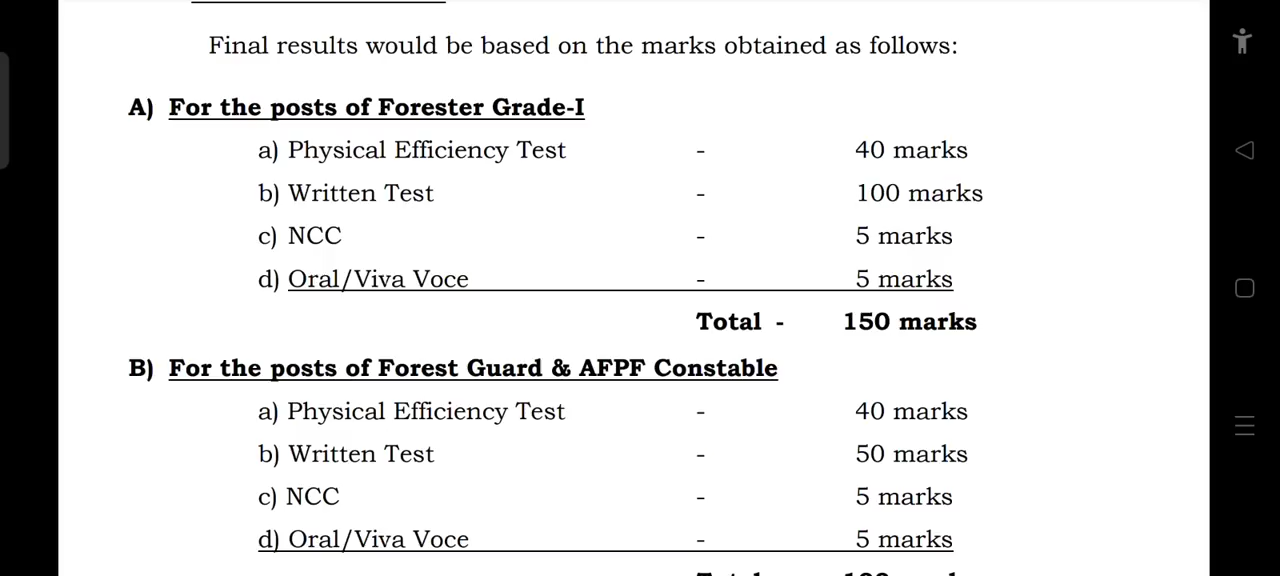 Final results would be based on the marks obtained as follows:
A) For the posts of Forester Grade-I
a) Physical Efficiency Test - 40 marks
b) Written Test - 100 marks
c) NCC - 5 marks
d) Oral/Viva Voce - 5 marks
Total - 150 marks
B) For the posts of Forest Guard & AFPF Constable
a) Physical Efficiency Test - 40 marks
b) Written Test - 50 marks
c) NCC - 5 marks
d) Oral/Viva Voce - 5 marks